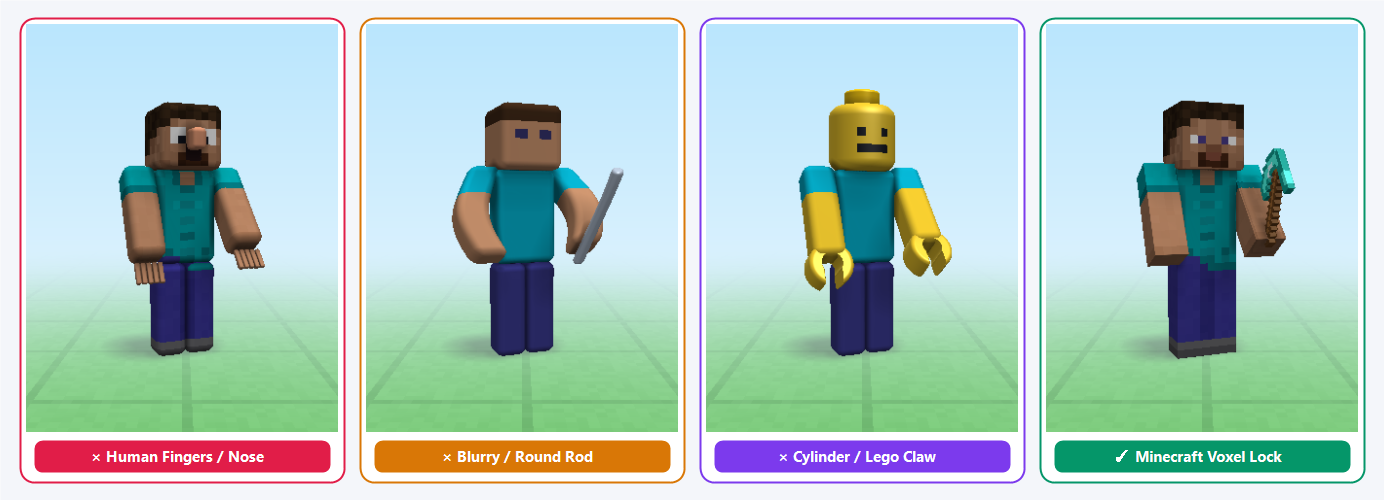 × Human Fingers / Nose
× Blurry / Round Rod
× Cylinder / Lego Claw
✓ Minecraft Voxel Lock